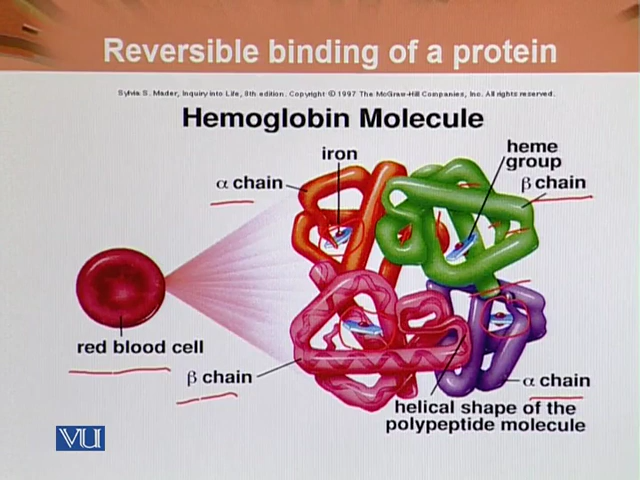 Reversible binding of a protein
Sylvia S. Mader, Inquiry into Life, 8th edition. Copyright © 1997 The McGraw-Hill Companies, Inc. All rights reserved.
Hemoglobin Molecule
iron
heme
group
α chain
β chain
red blood cell
β chain
α chain
helical shape of the
polypeptide molecule
VU